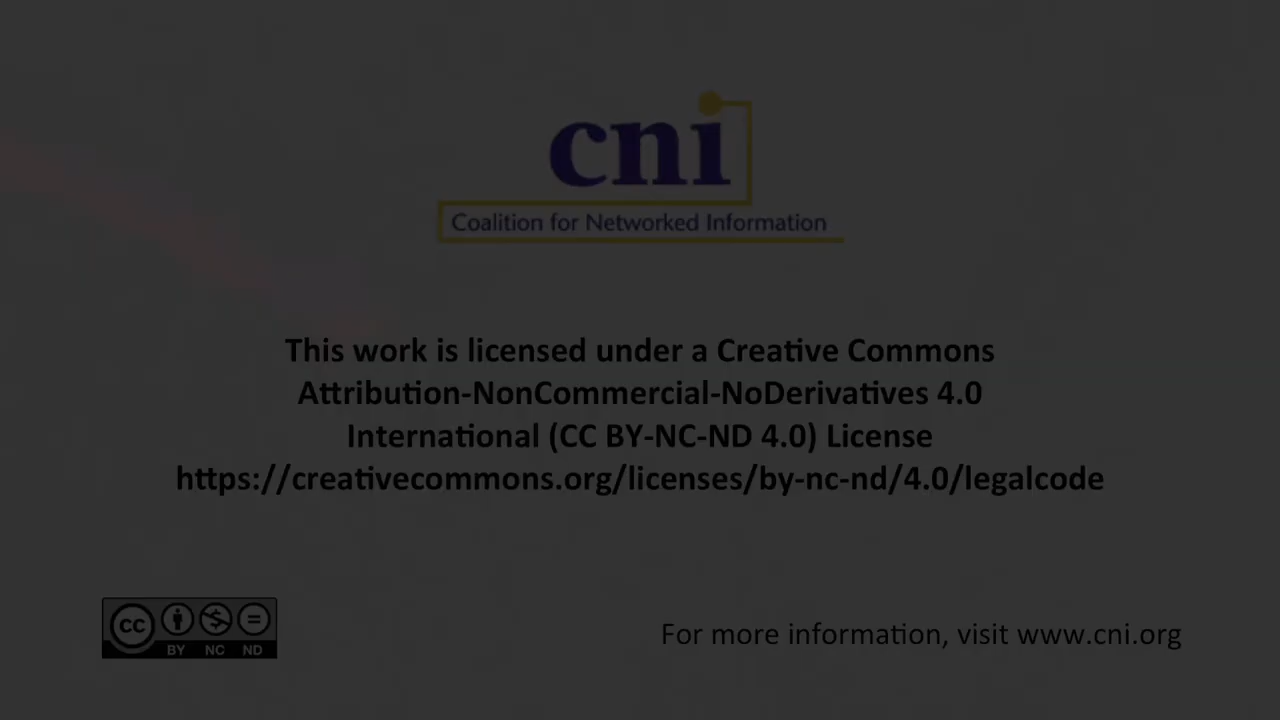 cni
Coalition for Networked Information
This work is licensed under a Creative Commons
Attribution-NonCommercial-NoDerivatives 4.0
International (CC BY-NC-ND 4.0) License
https://creativecommons.org/licenses/by-nc-nd/4.0/legalcode
cc BY NC ND
For more information, visit www.cni.org